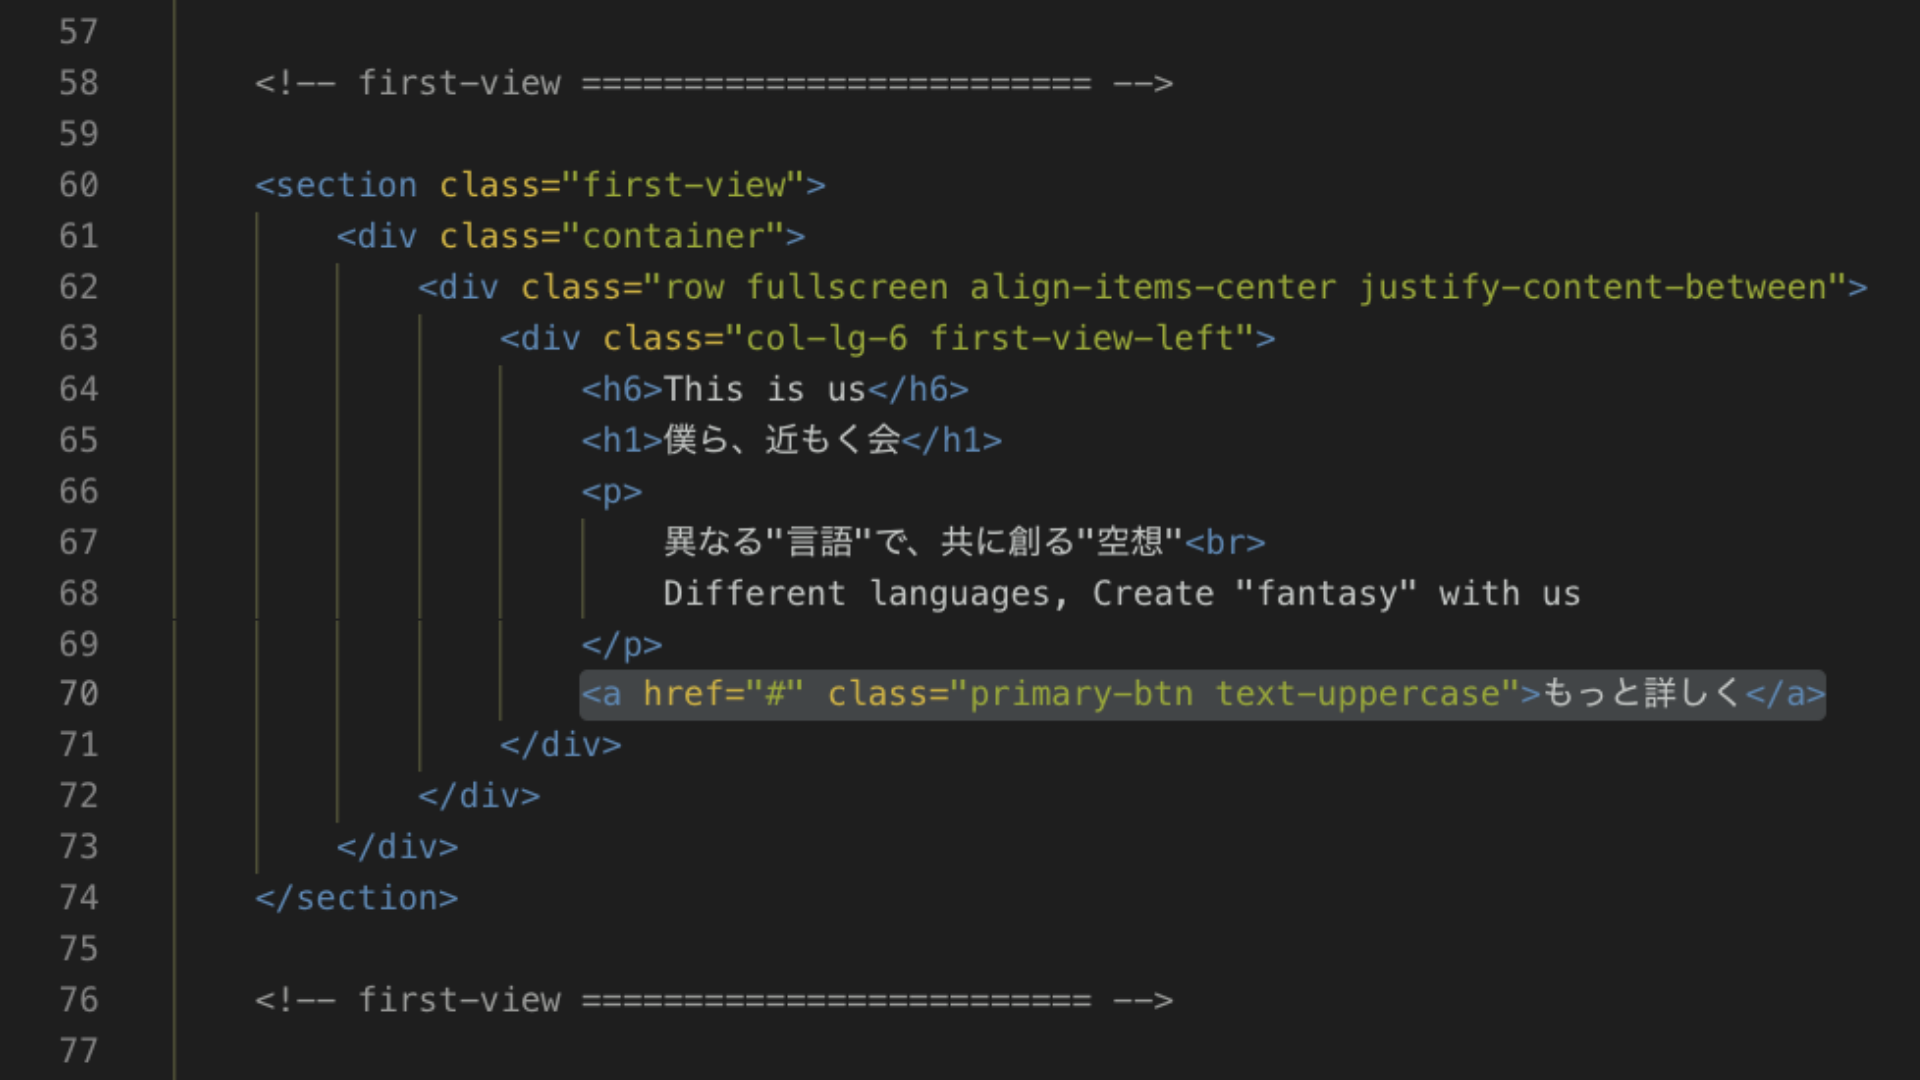 57
58 <!-- first-view ========================= -->
59
60 <section class="first-view">
61 <div class="container">
62 <div class="row fullscreen align-items-center justify-content-between">
63 <div class="col-lg-6 first-view-left">
64 <h6>This is us</h6>
65 <h1>僕ら、近もく会</h1>
66 <p>
67 異なる"言語"で、共に創る"空想"<br>
68 Different languages, Create "fantasy" with us
69 </p>
70 <a href="#" class="primary-btn text-uppercase">もっと詳しく</a>
71 </div>
72 </div>
73 </div>
74 </section>
75
76 <!-- first-view ========================= -->
77